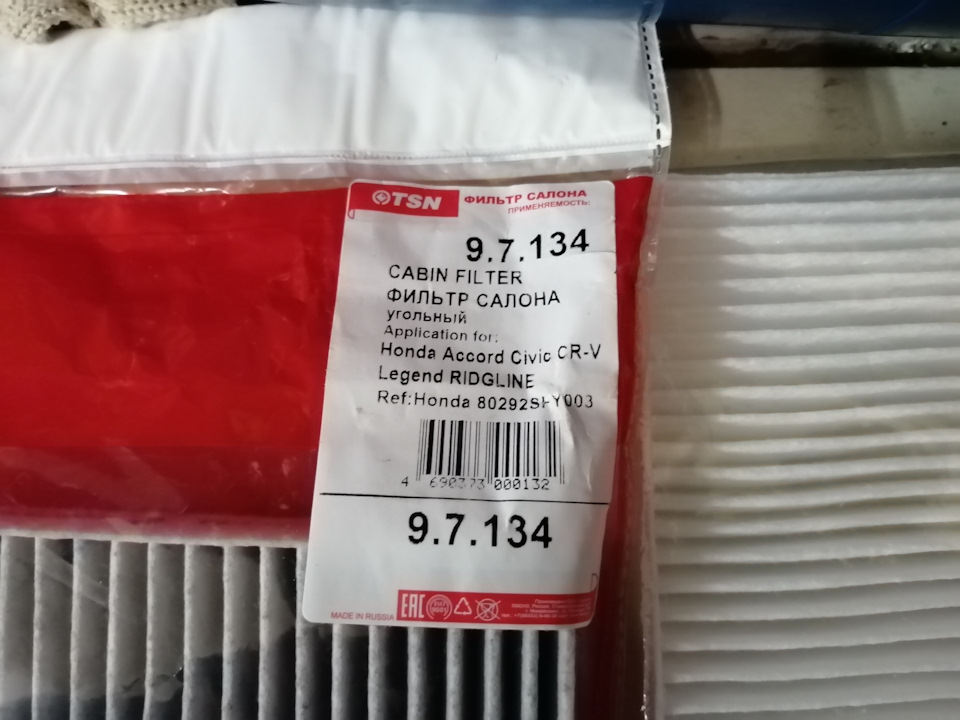 TSN
ФИЛЬТР САЛОНА
ПРИМЕНЯЕМОСТЬ:
9.7.134
CABIN FILTER
ФИЛЬТР САЛОНА
угольный
Application for:
Honda Accord Civic CR-V
Legend RIDGLINE
Ref:Honda 80292SHY003
4 690373 000132
9.7.134
MADE IN RUSSIA
EAC